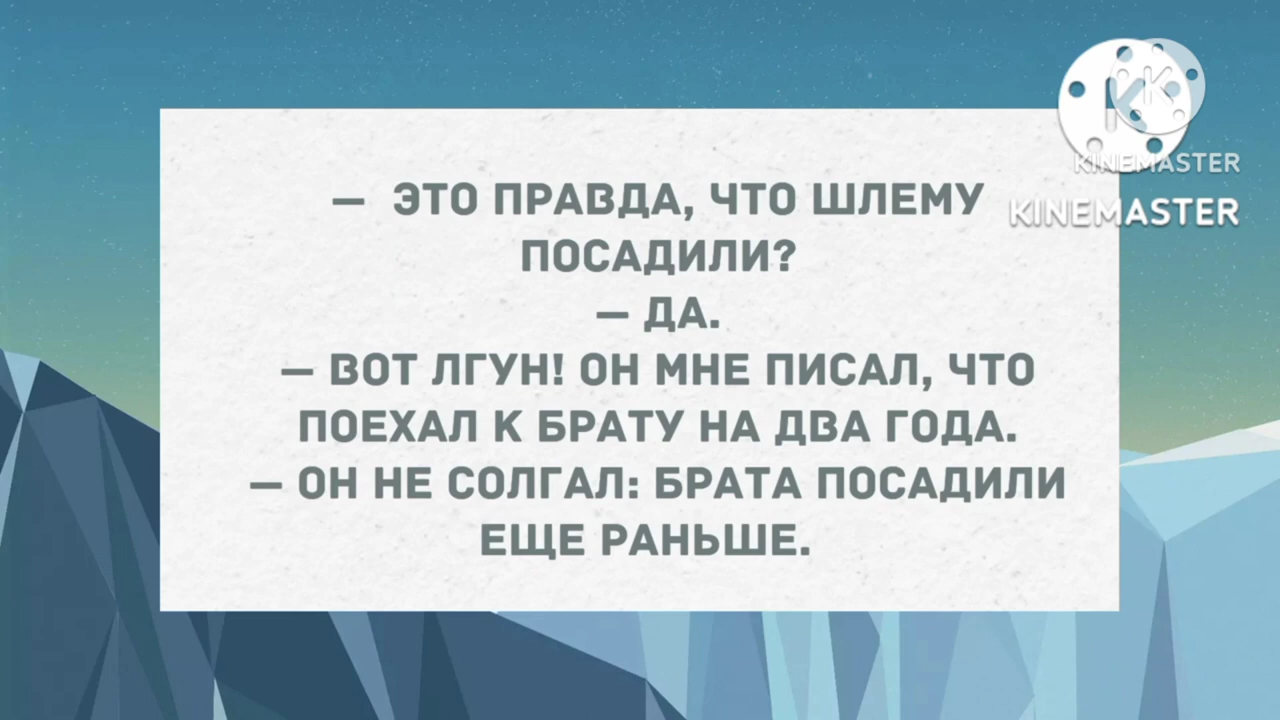 — ЭТО ПРАВДА, ЧТО ШЛЕМУ
ПОСАДИЛИ?
— ДА.
— ВОТ ЛГУН! ОН МНЕ ПИСАЛ, ЧТО
ПОЕХАЛ К БРАТУ НА ДВА ГОДА.
— ОН НЕ СОЛГАЛ: БРАТА ПОСАДИЛИ
ЕЩЕ РАНЬШЕ.
KINEMASTER
KINEMASTER